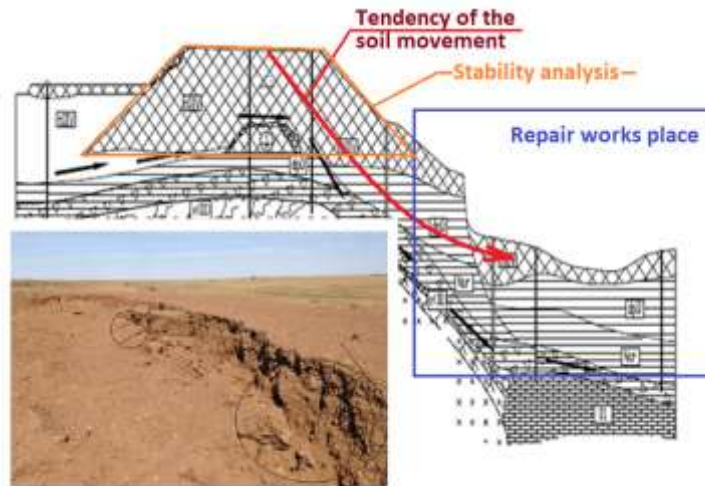 Tendency of the
soil movement
Stability analysis
Repair works place